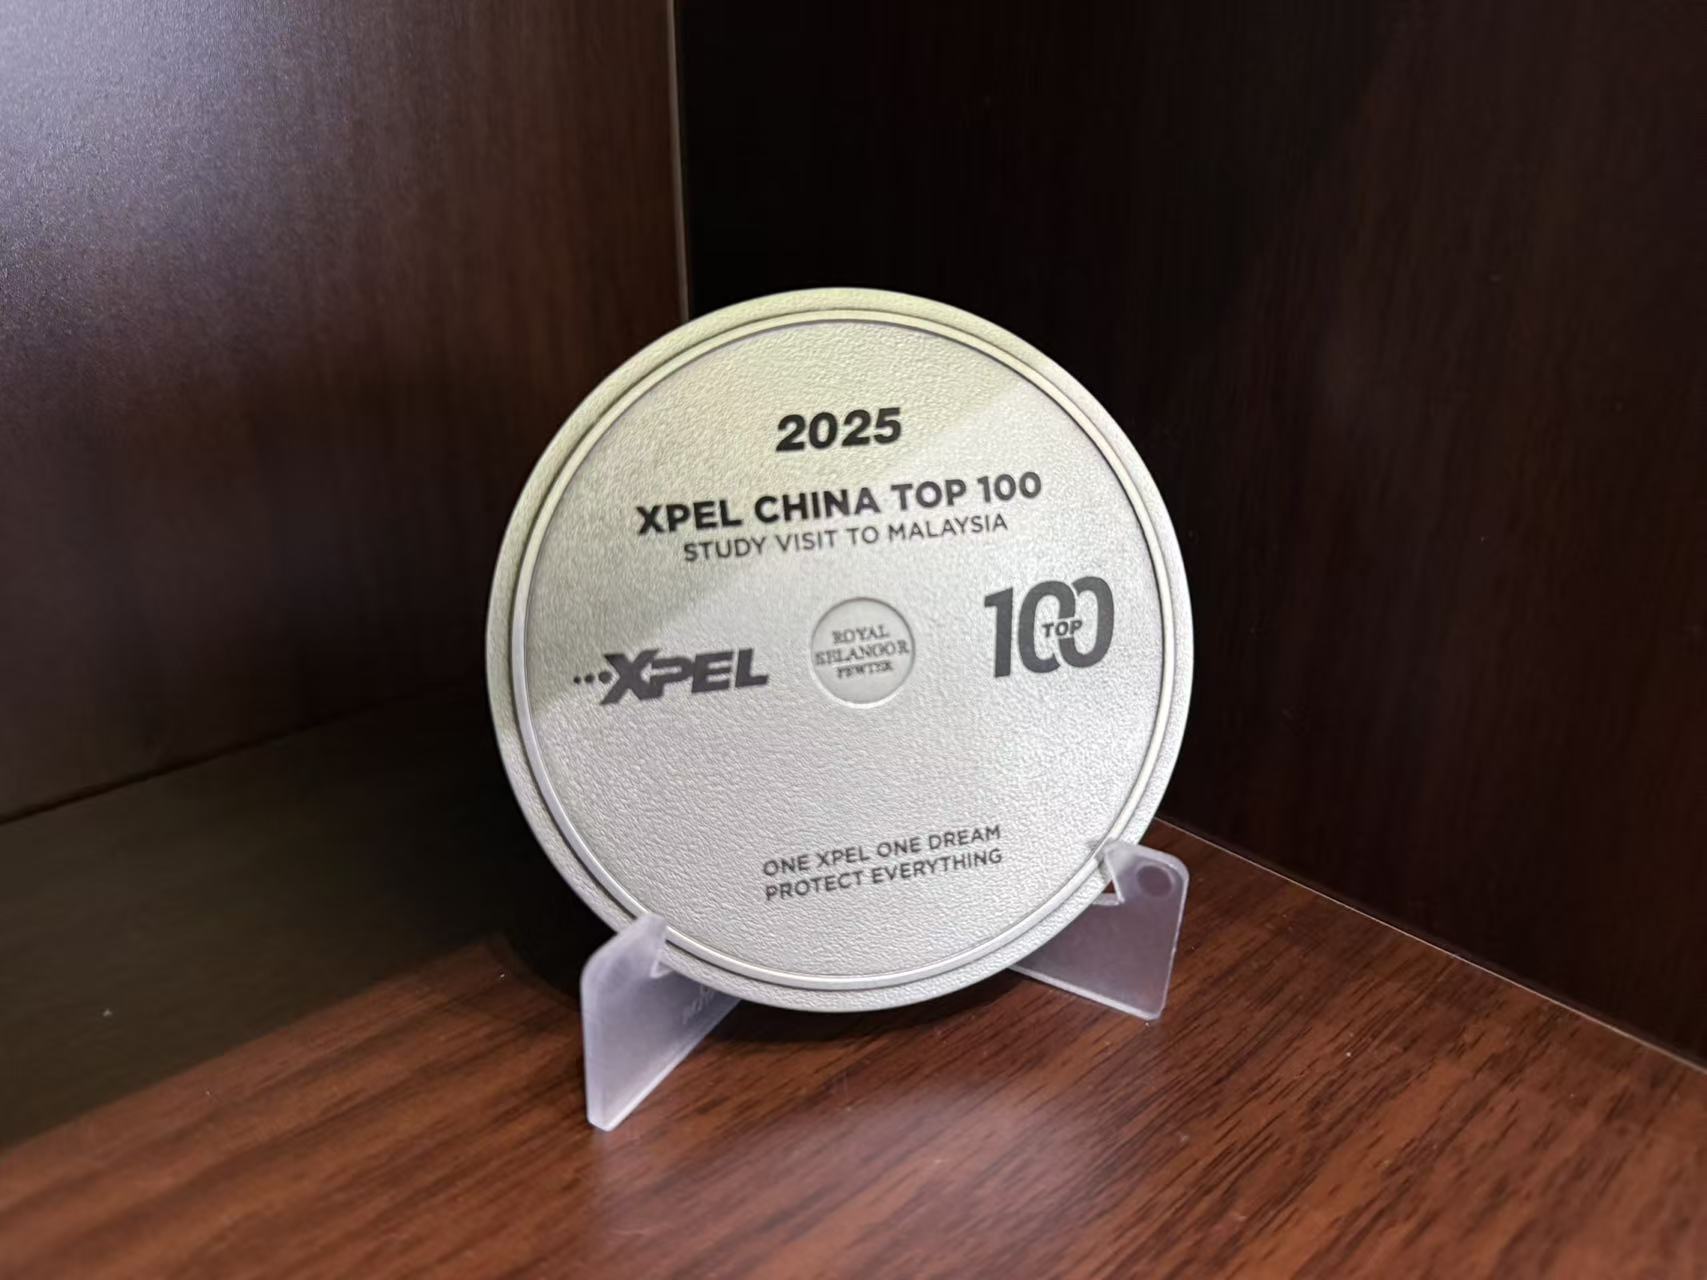 2025
XPEL CHINA TOP 100
STUDY VISIT TO MALAYSIA
XPEL
ROYAL
SELANGOR
PEWTER
100
TOP
ONE XPEL ONE DREAM
PROTECT EVERYTHING